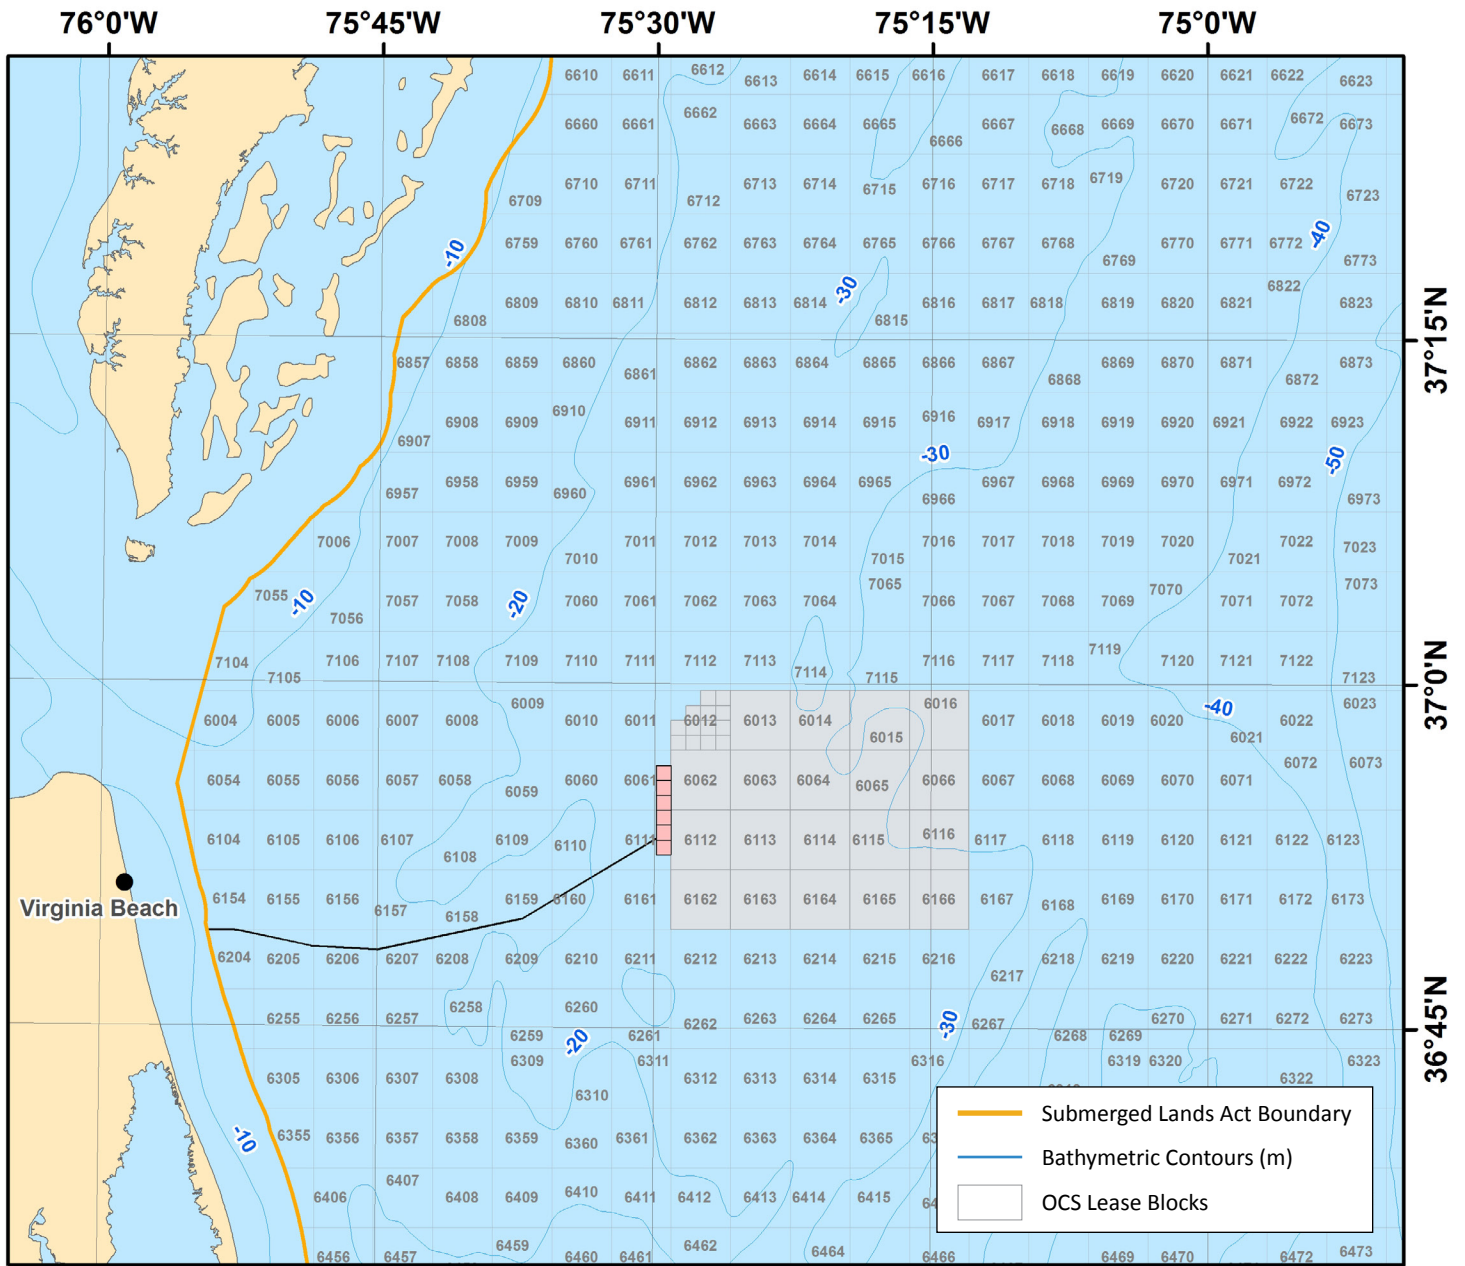 76°0'W 75°45'W 75°30'W 75°15'W 75°0'W
6610 6611 6612 6613 6614 6615 6616 6617 6618 6619 6620 6621 6622 6623
6660 6661 6662 6663 6664 6665 6666 6667 6668 6669 6670 6671 6672 6673
6709 6710 6711 6712 6713 6714 6715 6716 6717 6718 6719 6720 6721 6722 6723
-10 6759 6760 6761 6762 6763 6764 6765 6766 6767 6768 6769 6770 6771 6772 -40 6773
6808 6809 6810 6811 6812 6813 6814 -30 6815 6816 6817 6818 6819 6820 6821 6822 6823
37°15'N
6857 6858 6859 6860 6861 6862 6863 6864 6865 6866 6867 6868 6869 6870 6871 6872 6873
6907 6908 6909 6910 6911 6912 6913 6914 6915 6916 6917 6918 6919 6920 6921 6922 6923
-30 -50
6957 6958 6959 6960 6961 6962 6963 6964 6965 6966 6967 6968 6969 6970 6971 6972 6973
7006 7007 7008 7009 7010 7011 7012 7013 7014 7015 7016 7017 7018 7019 7020 7021 7022 7023
7055 -10 7056 7057 7058 -20 7060 7061 7062 7063 7064 7065 7066 7067 7068 7069 7070 7071 7072 7073
7104 7105 7106 7107 7108 7109 7110 7111 7112 7113 7114 7115 7116 7117 7118 7119 7120 7121 7122 7123
37°0'N
6004 6005 6006 6007 6008 6009 6010 6011 6012 6013 6014 6015 6016 6017 6018 6019 6020 -40 6021 6022 6023
6054 6055 6056 6057 6058 6059 6060 6061 6062 6063 6064 6065 6066 6067 6068 6069 6070 6071 6072 6073
6104 6105 6106 6107 6108 6109 6110 6111 6112 6113 6114 6115 6116 6117 6118 6119 6120 6121 6122 6123
Virginia Beach
6154 6155 6156 6157 6158 6159 6160 6161 6162 6163 6164 6165 6166 6167 6168 6169 6170 6171 6172 6173
6204 6205 6206 6207 6208 6209 6210 6211 6212 6213 6214 6215 6216 6217 6218 6219 6220 6221 6222 6223
6255 6256 6257 6258 6259 6260 6261 6262 6263 6264 6265 -30 6267 6268 6269 6270 6271 6272 6273
36°45'N
-20
6305 6306 6307 6308 6309 6310 6311 6312 6313 6314 6315 6316 6319 6320 6322 6323
-10 6355 6356 6357 6358 6359 6360 6361 6362 6363 6364 6365
6406 6407 6408 6409 6410 6411 6412 6413 6414 6415
6456 6457 6459 6460 6461 6462 6464 6466 6469 6470 6472 6473
Submerged Lands Act Boundary
Bathymetric Contours (m)
OCS Lease Blocks